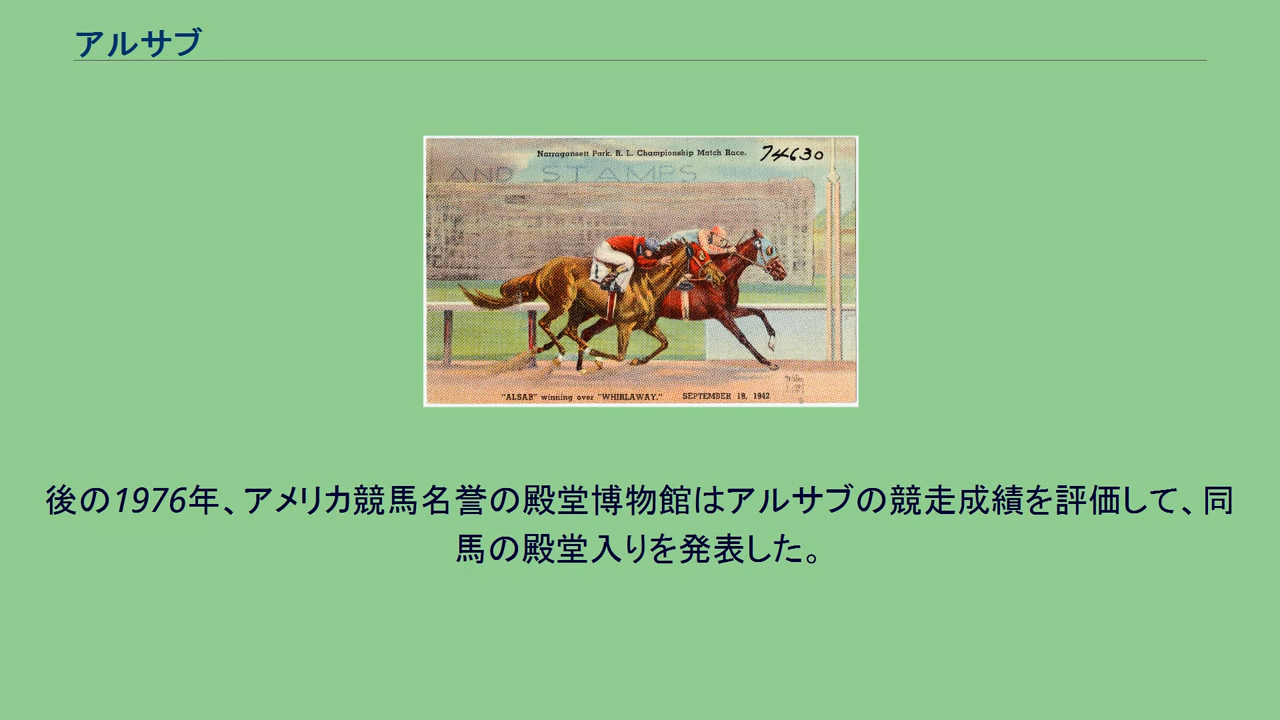 アルサブ
Narragansett Park, R. I., Championship Match Race.
74630
AND STAMPS
"ALSAB" winning over "WHIRLAWAY." SEPTEMBER 19, 1942
後の1976年、アメリカ競馬名誉の殿堂博物館はアルサブの競走成績を評価して、同
馬の殿堂入りを発表した。